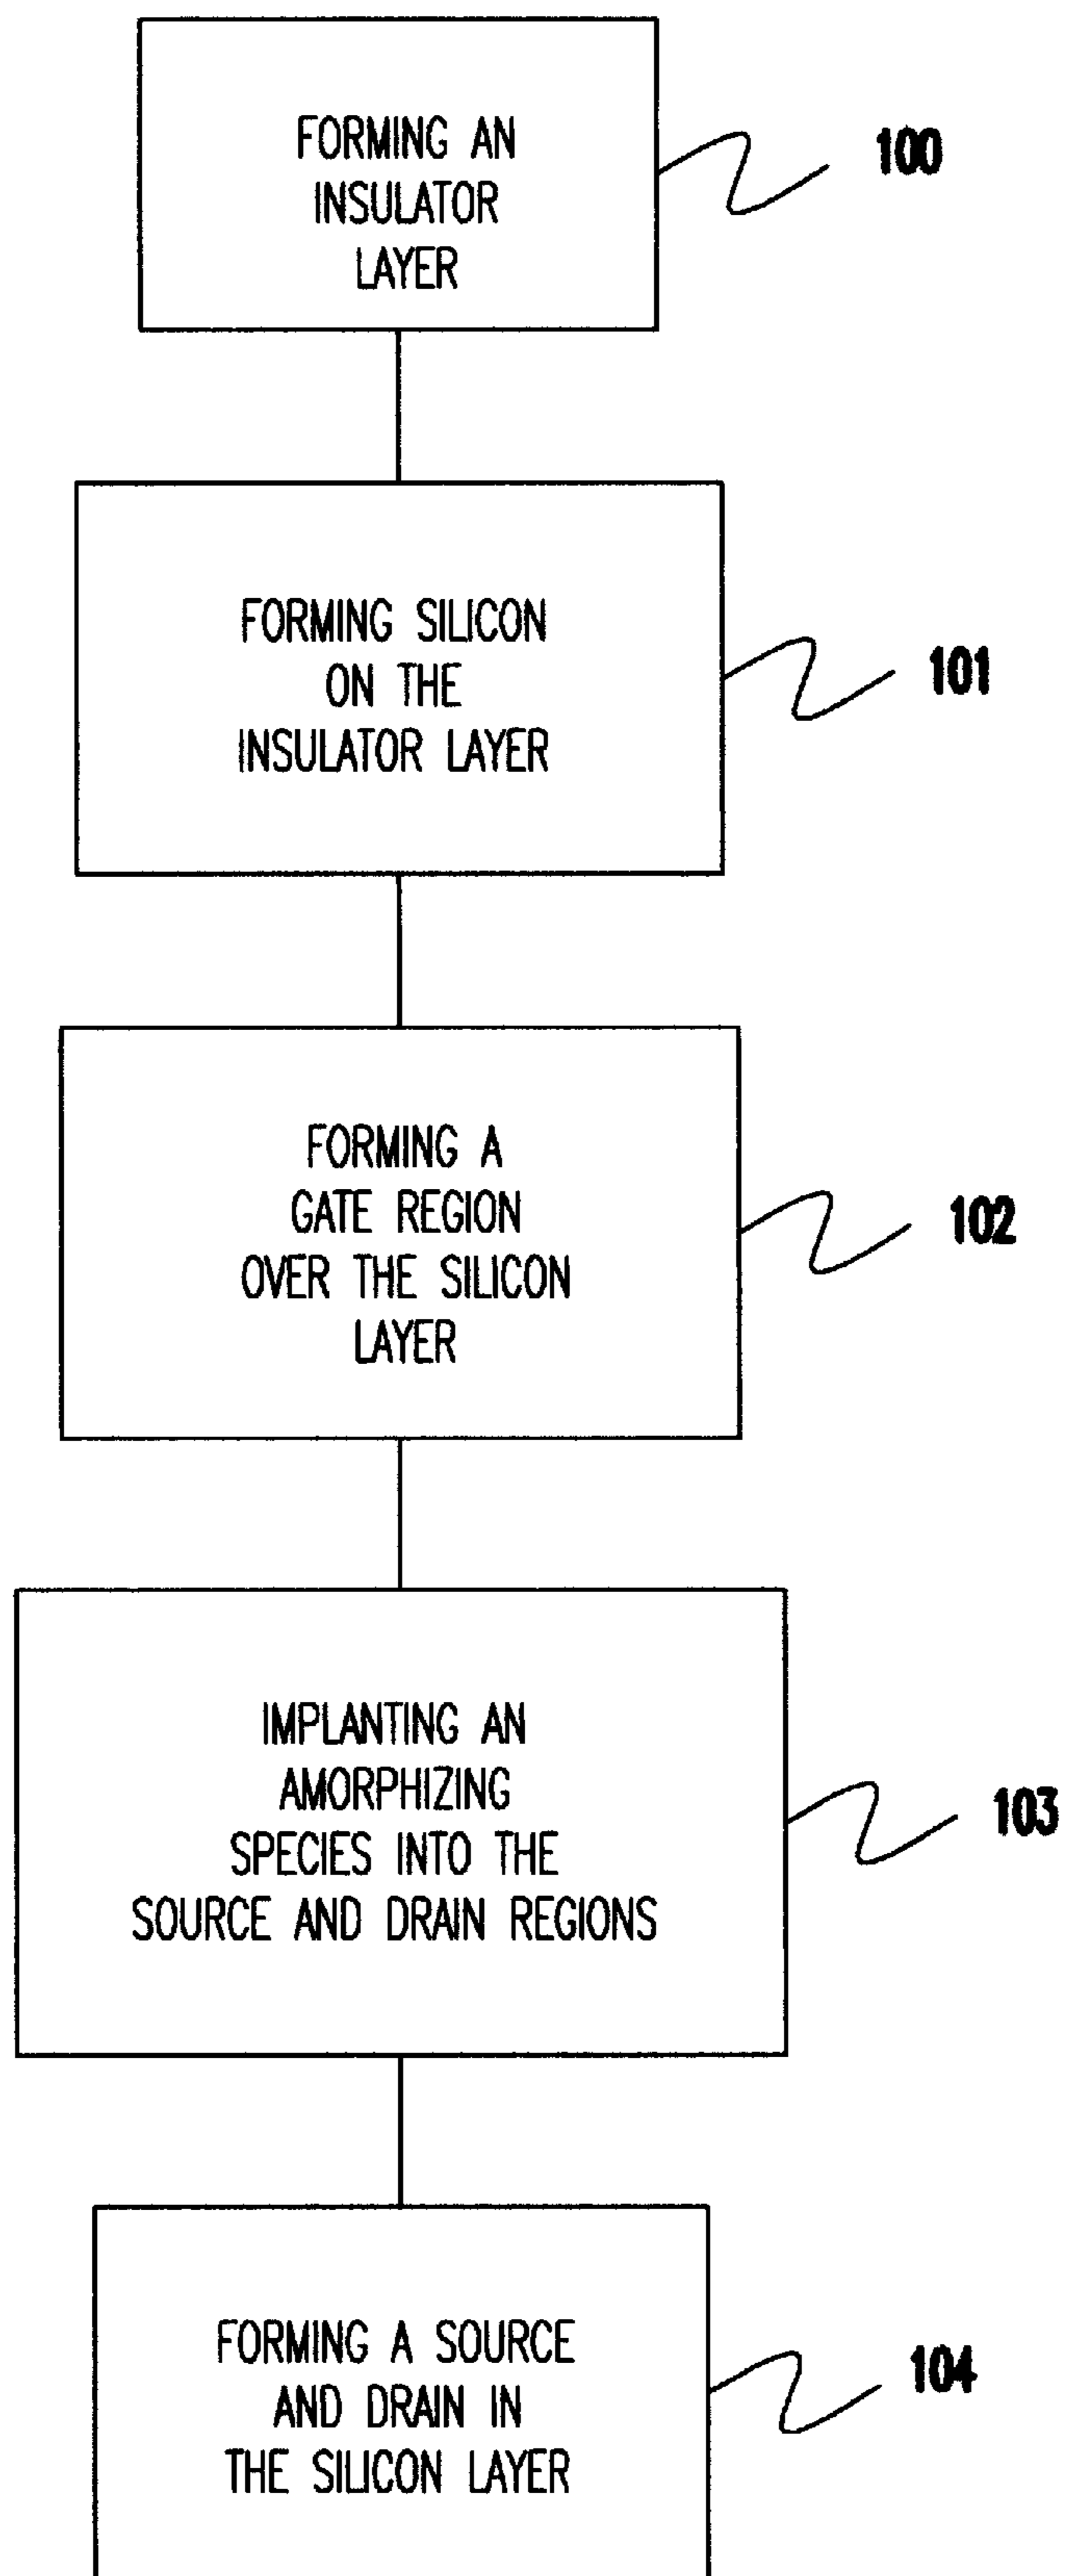 FORMING AN
INSULATOR
LAYER
100
FORMING SILICON
ON THE
INSULATOR LAYER
101
FORMING A
GATE REGION
OVER THE SILICON
LAYER
102
IMPLANTING AN
AMORPHIZING
SPECIES INTO THE
SOURCE AND DRAIN REGIONS
103
FORMING A SOURCE
AND DRAIN IN
THE SILICON LAYER
104